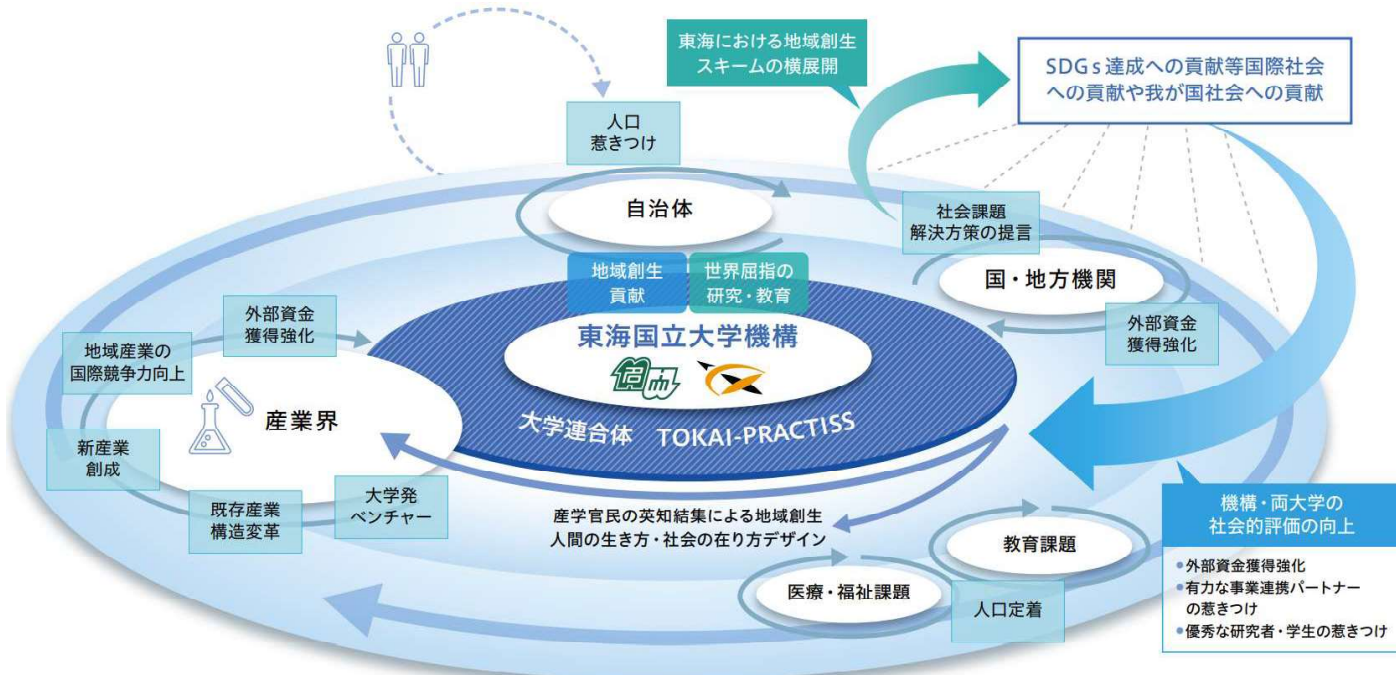 東海における地域創生
スキームの横展開
SDGs達成への貢献等国際社会
への貢献や我が国社会への貢献
人口
惹きつけ
自治体
社会課題
解決方策の提言
国・地方機関
外部資金
獲得強化
地域創生
貢献
世界屈指の
研究・教育
東海国立大学機構
大学連合体 TOKAI-PRACTISS
外部資金
獲得強化
地域産業の
国際競争力向上
産業界
新産業
創成
既存産業
構造変革
大学発
ベンチャー
産学官民の英知結集による地域創生
人間の生き方・社会の在り方デザイン
教育課題
医療・福祉課題
人口定着
機構・両大学の
社会的評価の向上
•外部資金獲得強化
•有力な事業連携パートナー
の惹きつけ
•優秀な研究者・学生の惹きつけ